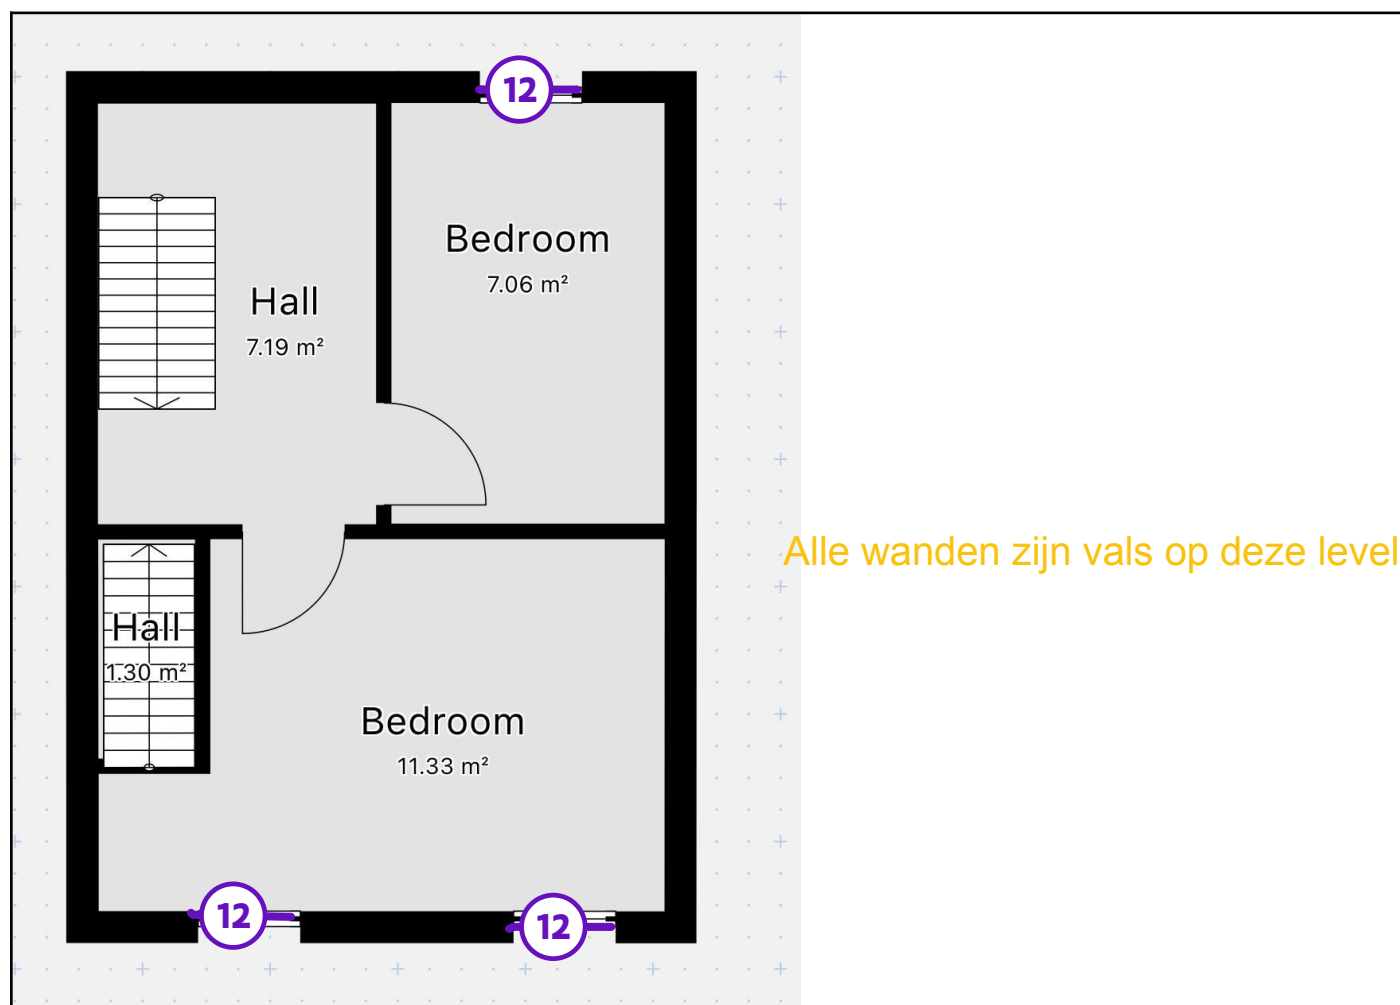 12
Bedroom
7.06 m²
Hall
7.19 m²
Alle wanden zijn vals op deze level
Hall
1.30 m²
Bedroom
11.33 m²
12
12